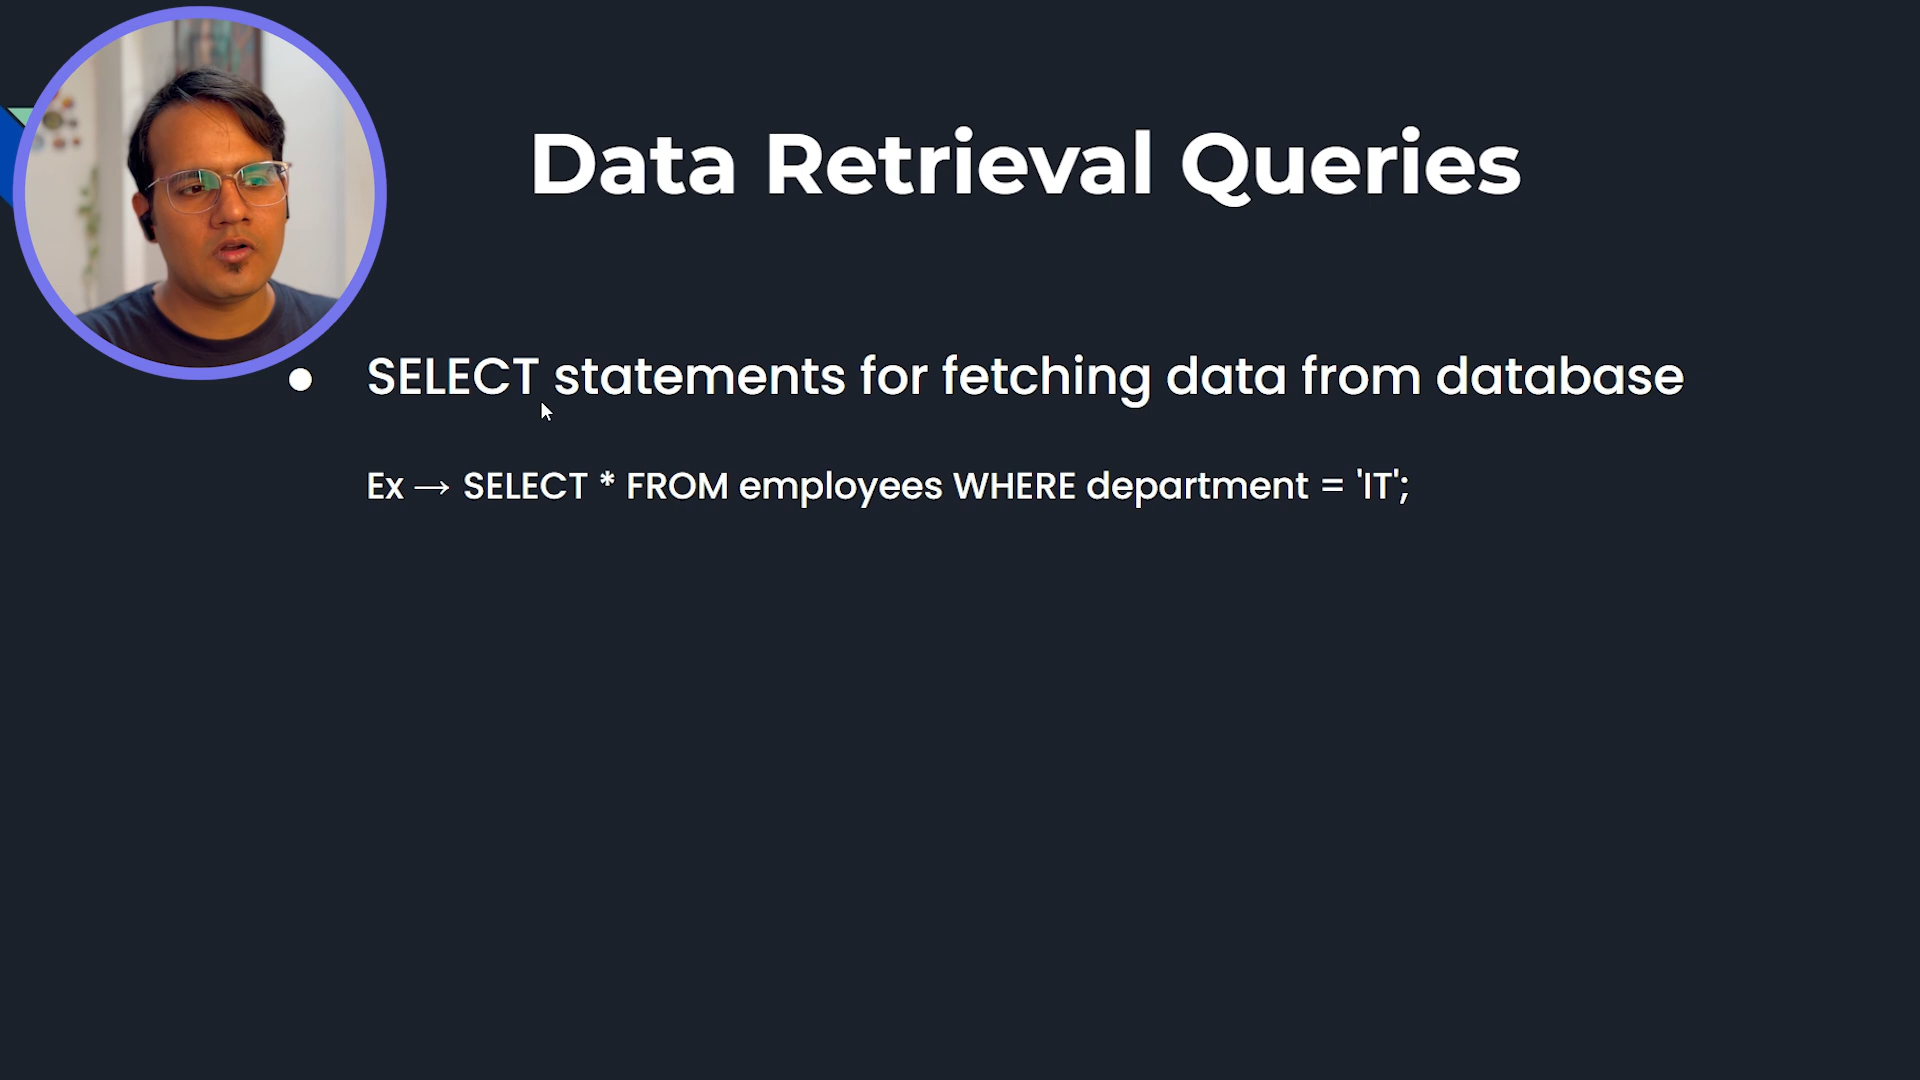 Data Retrieval Queries
● SELECT statements for fetching data from database
Ex → SELECT * FROM employees WHERE department = 'IT';